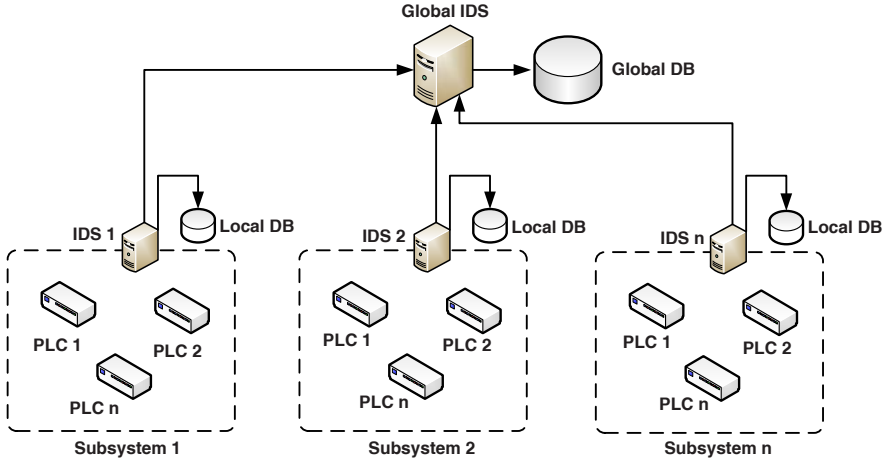 Global IDS
Global DB
IDS 1
Local DB
IDS 2
Local DB
IDS n
Local DB
PLC 1
PLC 2
PLC n
PLC 1
PLC 2
PLC n
PLC 1
PLC 2
PLC n
Subsystem 1
Subsystem 2
Subsystem n